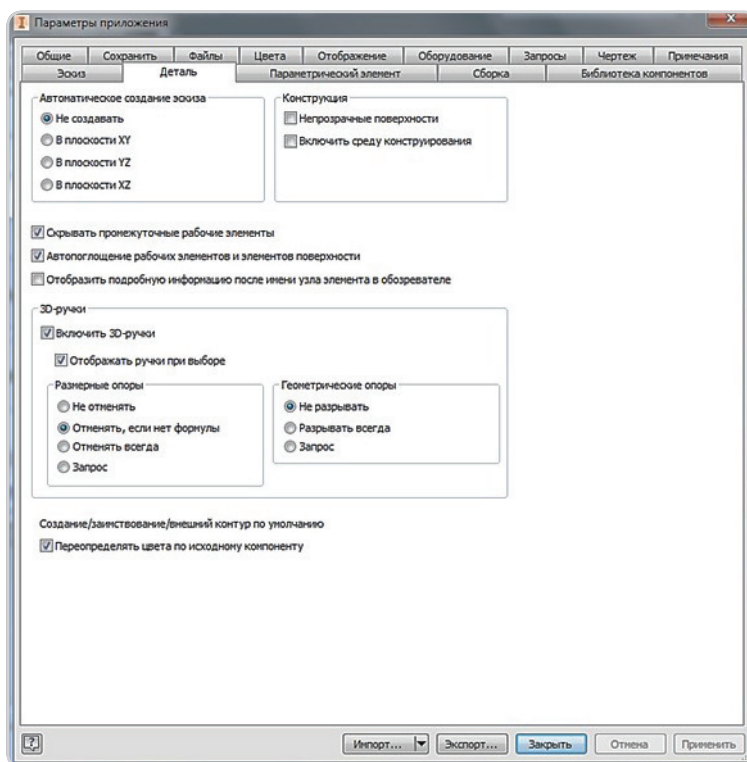 Параметры приложения
Общие Сохранить Файлы Цвета Отображение Оборудование Запросы Чертеж Примечания
Эскиз Деталь Параметрический элемент Сборка Библиотека компонентов
Автоматическое создание эскиза
Не создавать
В плоскости XY
В плоскости YZ
В плоскости XZ
Конструкция
Непрозрачные поверхности
Включить среду конструирования
Скрывать промежуточные рабочие элементы
Автопоглощение рабочих элементов и элементов поверхности
Отобразить подробную информацию после имени узла элемента в обозревателе
3D-ручки
Включить 3D-ручки
Отображать ручки при выборе
Размерные опоры
Не отменять
Отменять, если нет формулы
Отменять всегда
Запрос
Геометрические опоры
Не разрывать
Разрывать всегда
Запрос
Создание/заимствование/внешний контур по умолчанию
Переопределять цвета по исходному компоненту
Импорт... Экспорт... Закрыть Отмена Применить